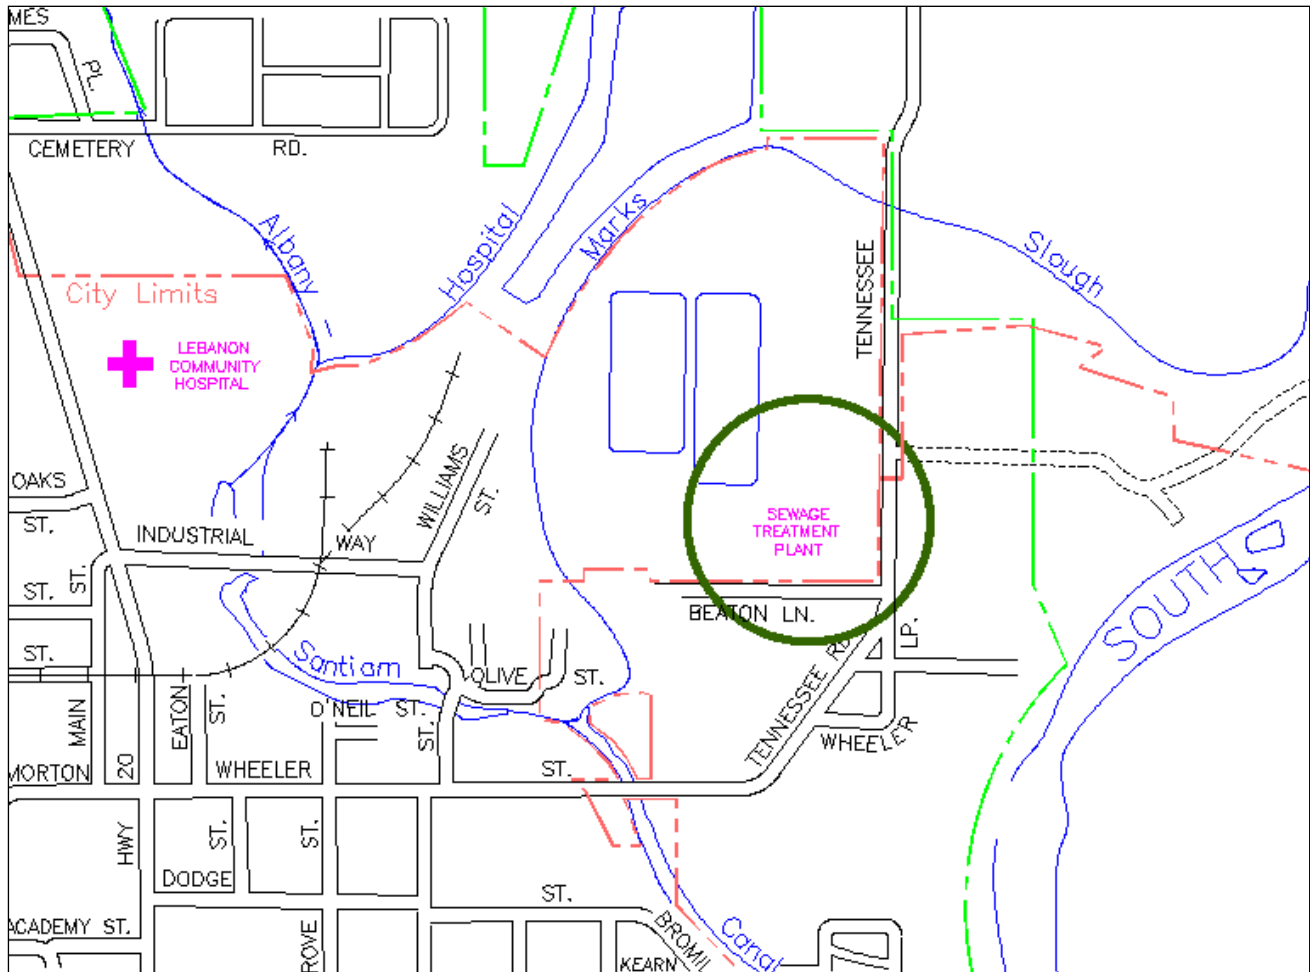 MES
PL.
CEMETERY RD.
Albany -
Hospital
Marks
Slough
TENNESSEE
City Limits
LEBANON
COMMUNITY
HOSPITAL
OAKS
ST.
INDUSTRIAL WAY
WILLIAMS
ST.
SEWAGE
TREATMENT
PLANT
SOUTH
ST.
ST.
ST.
BEATON LN.
LP.
TENNESSEE RD.
Santiam
OLIVE ST.
MAIN
EATON
ST.
O'NEIL ST.
ST.
WHEELER
MORTON
20
WHEELER
ST.
HWY
ST.
ST.
DODGE
ST.
ACADEMY ST.
ROVE
BROMIL
KEARN
Canal